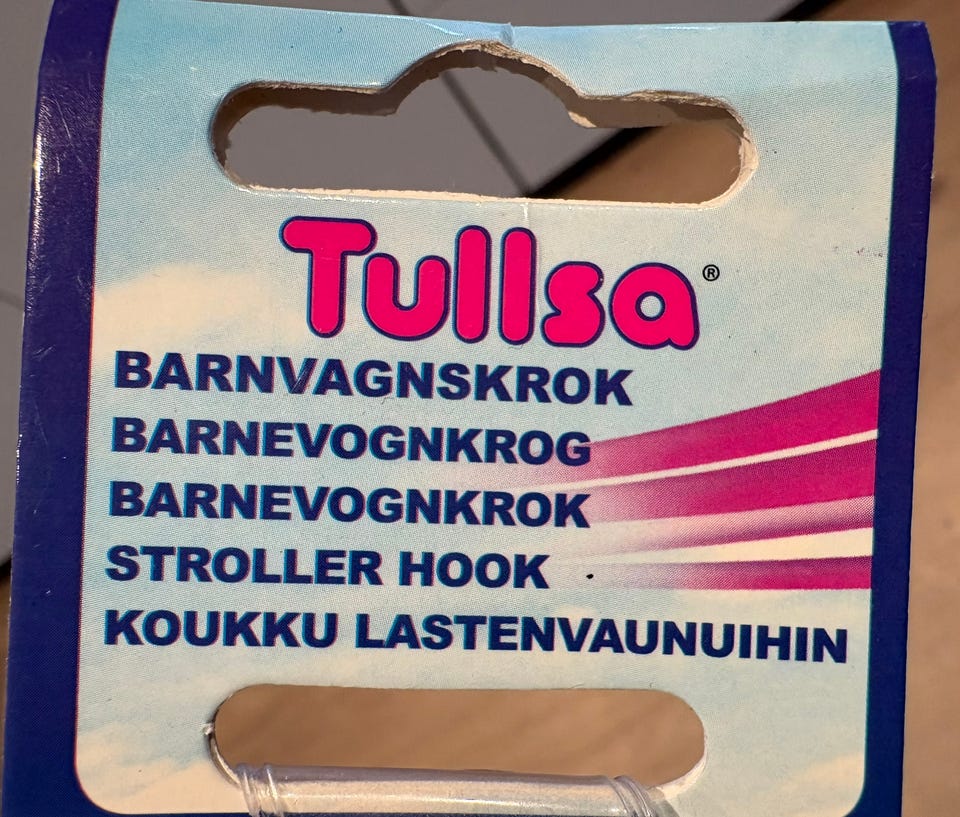 Tullsa®
BARNVAGNSKROK
BARNEVOGNKROG
BARNEVOGNKROK
STROLLER HOOK
KOUKKU LASTENVAUNUIHIN